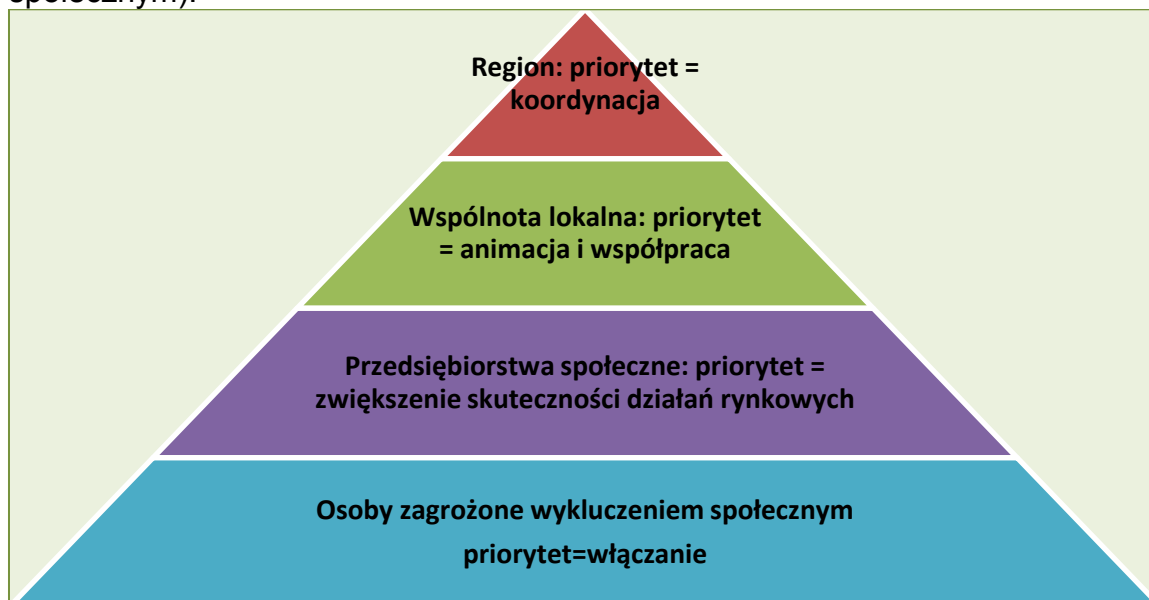 społecznym).
Region: priorytet =
koordynacja
Wspólnota lokalna: priorytet
= animacja i współpraca
Przedsiębiorstwa społeczne: priorytet =
zwiększenie skuteczności działań rynkowych
Osoby zagrożone wykluczeniem społecznym
priorytet=włączanie